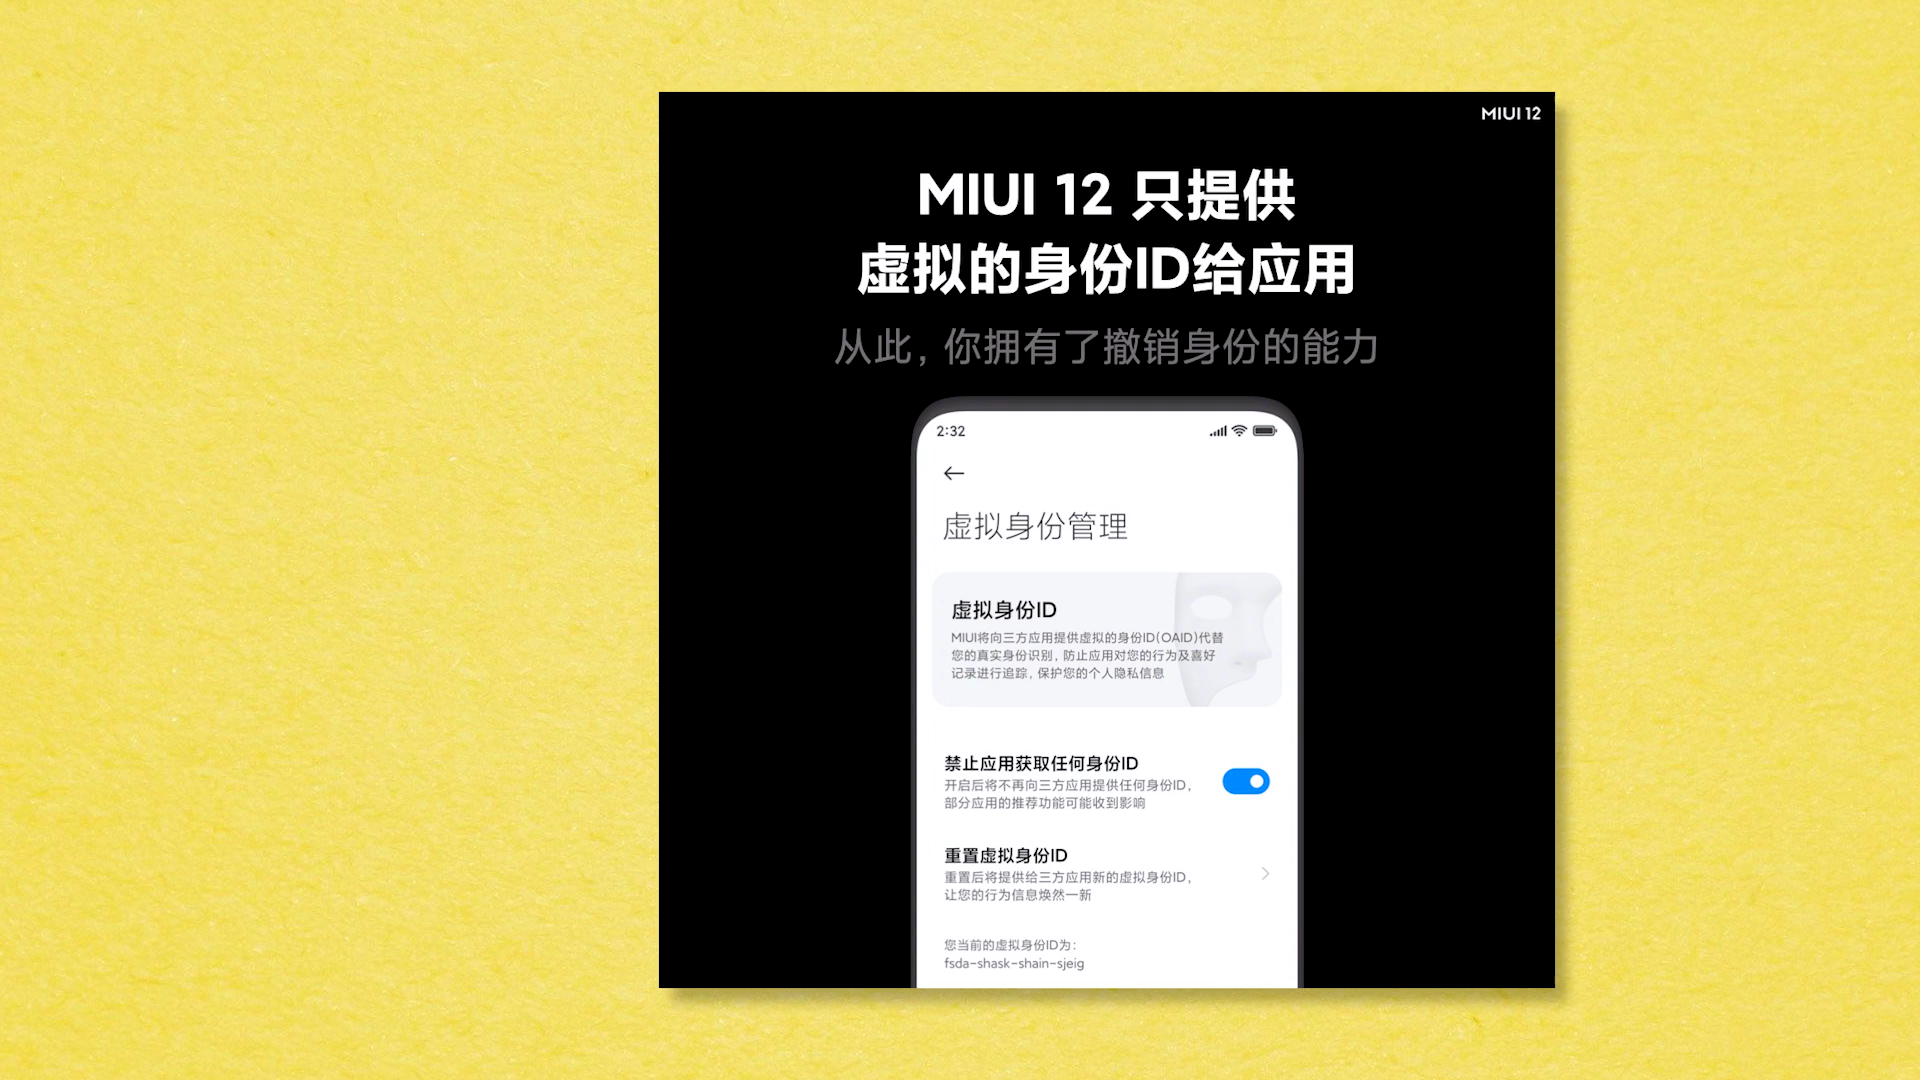 MIUI 12
MIUI 12 只提供
虚拟的身份ID给应用
从此，你拥有了撤销身份的能力
2:32
虚拟身份管理
虚拟身份ID
MIUI将向三方应用提供虚拟的身份ID(OAID)代替
您的真实身份识别，防止应用对您的行为及喜好
记录进行追踪，保护您的个人隐私信息
禁止应用获取任何身份ID
开启后将不再向三方应用提供任何身份ID，
部分应用的推荐功能可能收到影响
重置虚拟身份ID
重置后将提供给三方应用新的虚拟身份ID，
让您的行为信息焕然一新
您当前的虚拟身份ID为：
fsda-shask-shain-sjeig